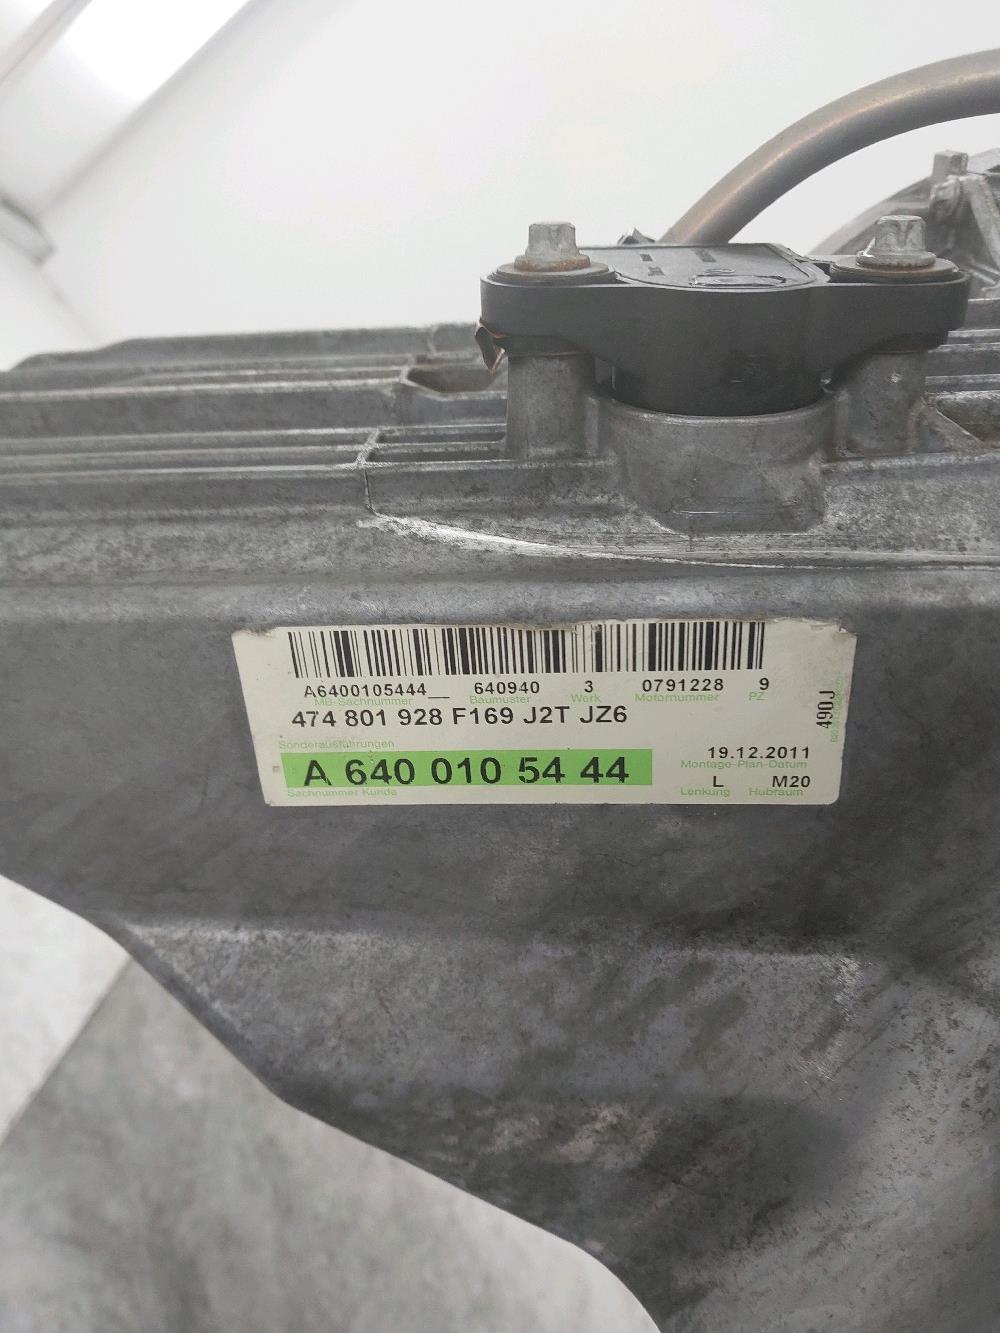 A6400105444__ 640940 3 0791228 9
MB-Sachnummer Baumuster Werk Motornummer PZ
474 801 928 F169 J2T JZ6
Sonderausführungen
A 640 010 54 44
Sachnummer Kunde
19.12.2011
Montage-Plan-Datum
L M20
Lenkung Hubraum
490J